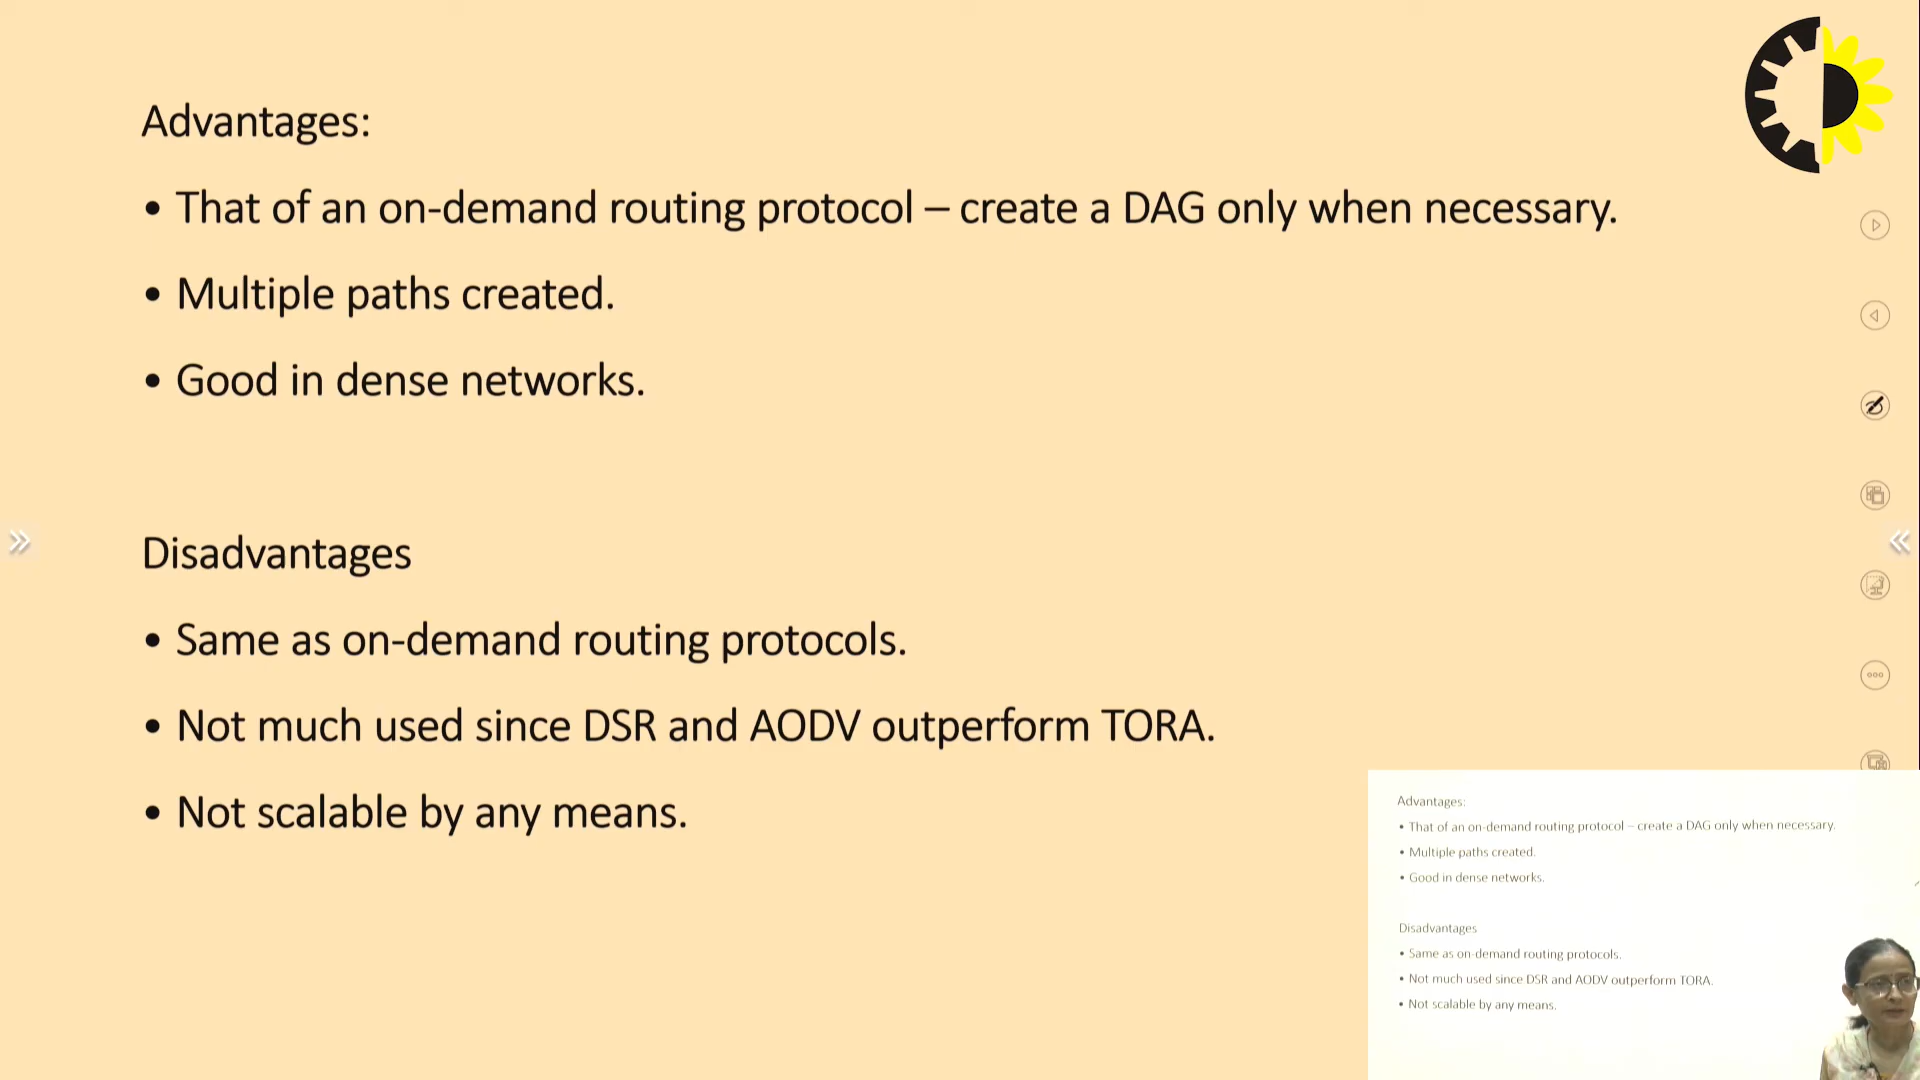 Advantages:
• That of an on-demand routing protocol – create a DAG only when necessary.
• Multiple paths created.
• Good in dense networks.
Disadvantages
• Same as on-demand routing protocols.
• Not much used since DSR and AODV outperform TORA.
• Not scalable by any means.
Advantages:
• That of an on-demand routing protocol – create a DAG only when necessary.
• Multiple paths created.
• Good in dense networks.
Disadvantages
• Same as on-demand routing protocols.
• Not much used since DSR and AODV outperform TORA.
• Not scalable by any means.